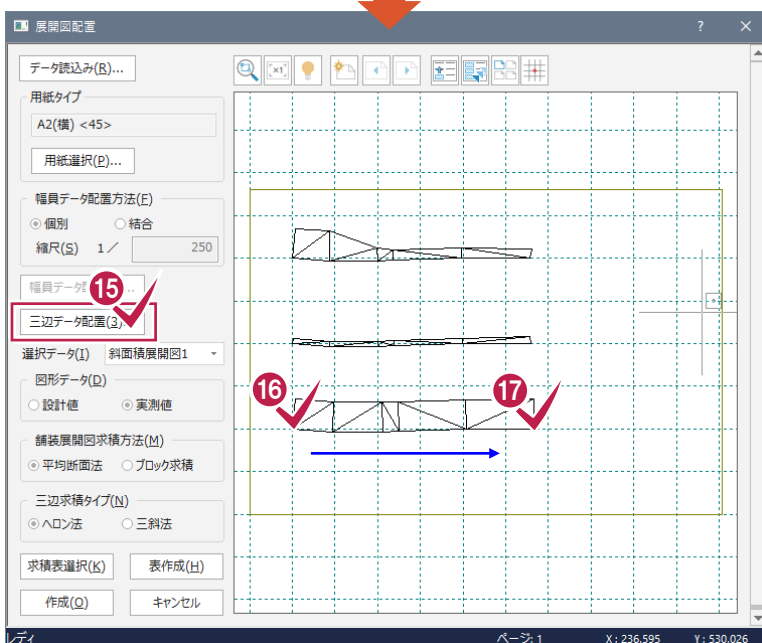 展開図配置
?
×
データ読込み(R)...
×1
用紙タイプ
A2(横) <45>
用紙選択(P)...
幅員データ配置方法(F)
個別 結合
縮尺(S) 1／ 250
幅員データ
15
三辺データ配置(3)
選択データ(I) 斜面積展開図1
図形データ(D)
設計値 実測値
舗装展開図求積方法(M)
平均断面法 ブロック求積
三辺求積タイプ(N)
ヘロン法 三斜法
求積表選択(K) 表作成(H)
作成(O) キャンセル
16
17
レディ
ページ: 1 X : 236.595 Y : 530.026